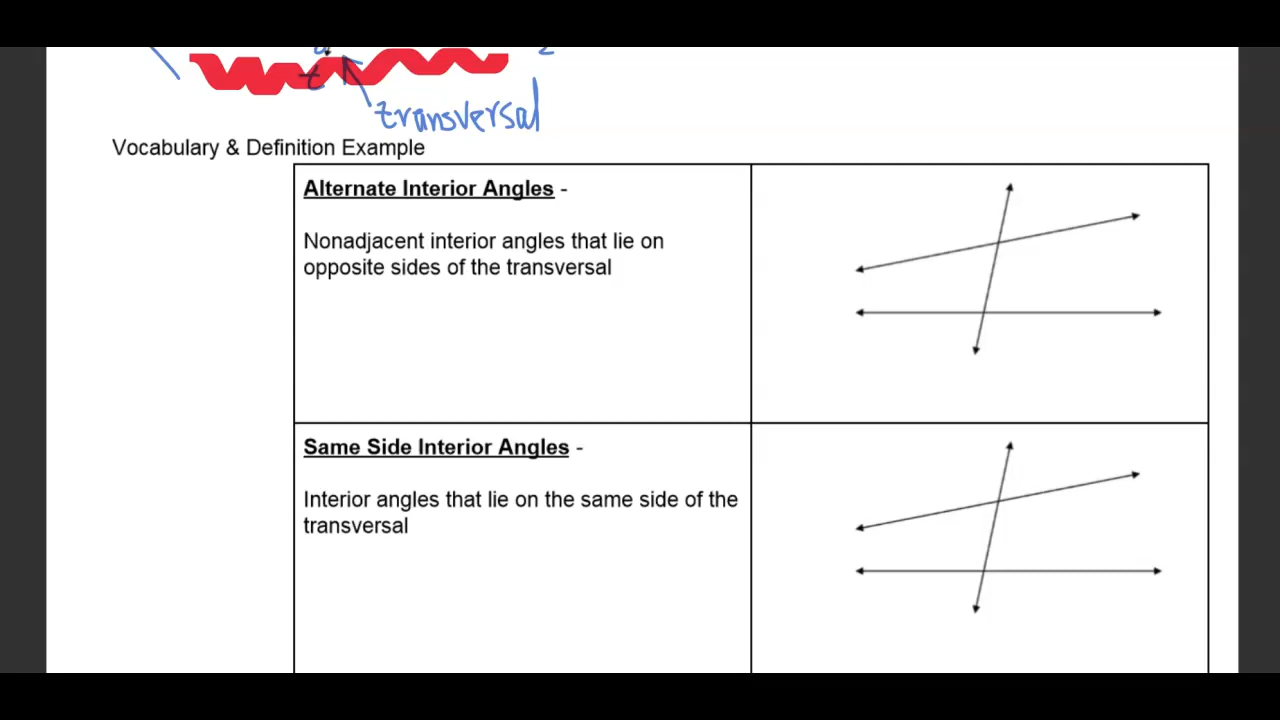 t
transversal
Vocabulary & Definition Example
Alternate Interior Angles -
Nonadjacent interior angles that lie on
opposite sides of the transversal
Same Side Interior Angles -
Interior angles that lie on the same side of the
transversal